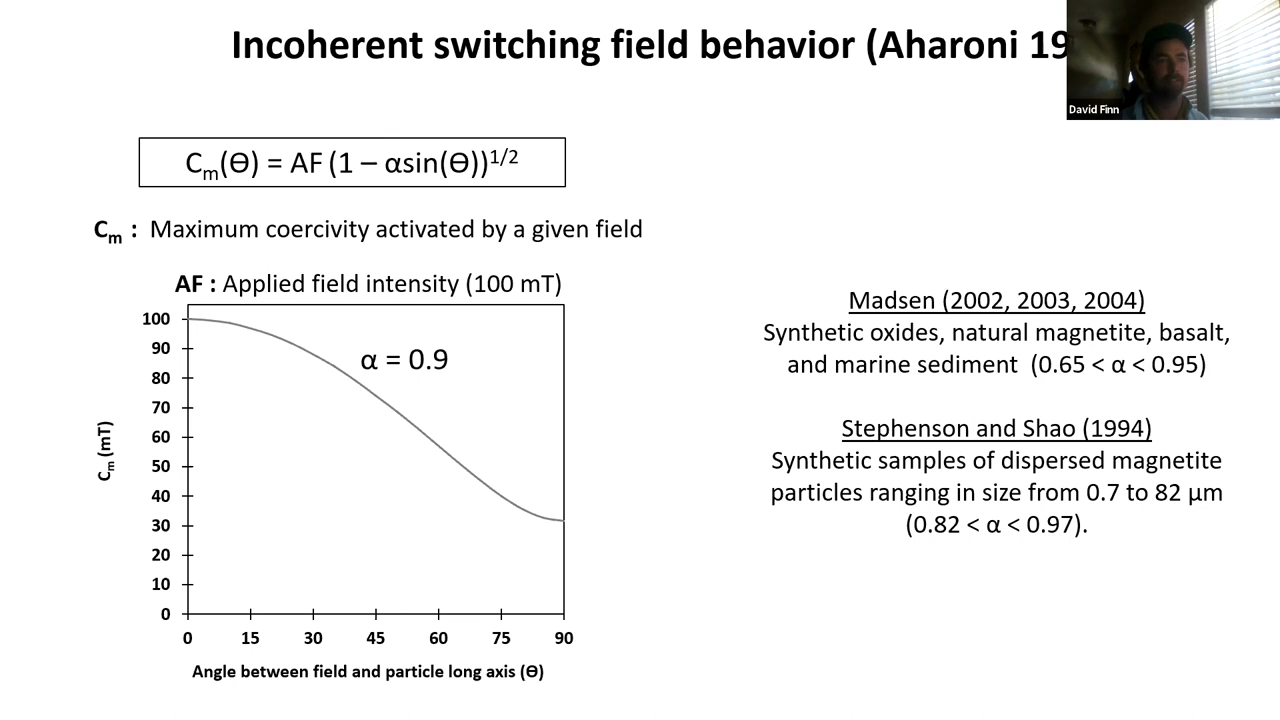 Incoherent switching field behavior (Aharoni 19
David Finn
Cm(Ө) = AF (1 – αsin(Ө))1/2
Cm : Maximum coercivity activated by a given field
AF : Applied field intensity (100 mT)
α = 0.9
100
90
80
70
60
50
40
30
20
10
0
Cm (mT)
0 15 30 45 60 75 90
Angle between field and particle long axis (Ө)
Madsen (2002, 2003, 2004)
Synthetic oxides, natural magnetite, basalt,
and marine sediment (0.65 < α < 0.95)
Stephenson and Shao (1994)
Synthetic samples of dispersed magnetite
particles ranging in size from 0.7 to 82 μm
(0.82 < α < 0.97).